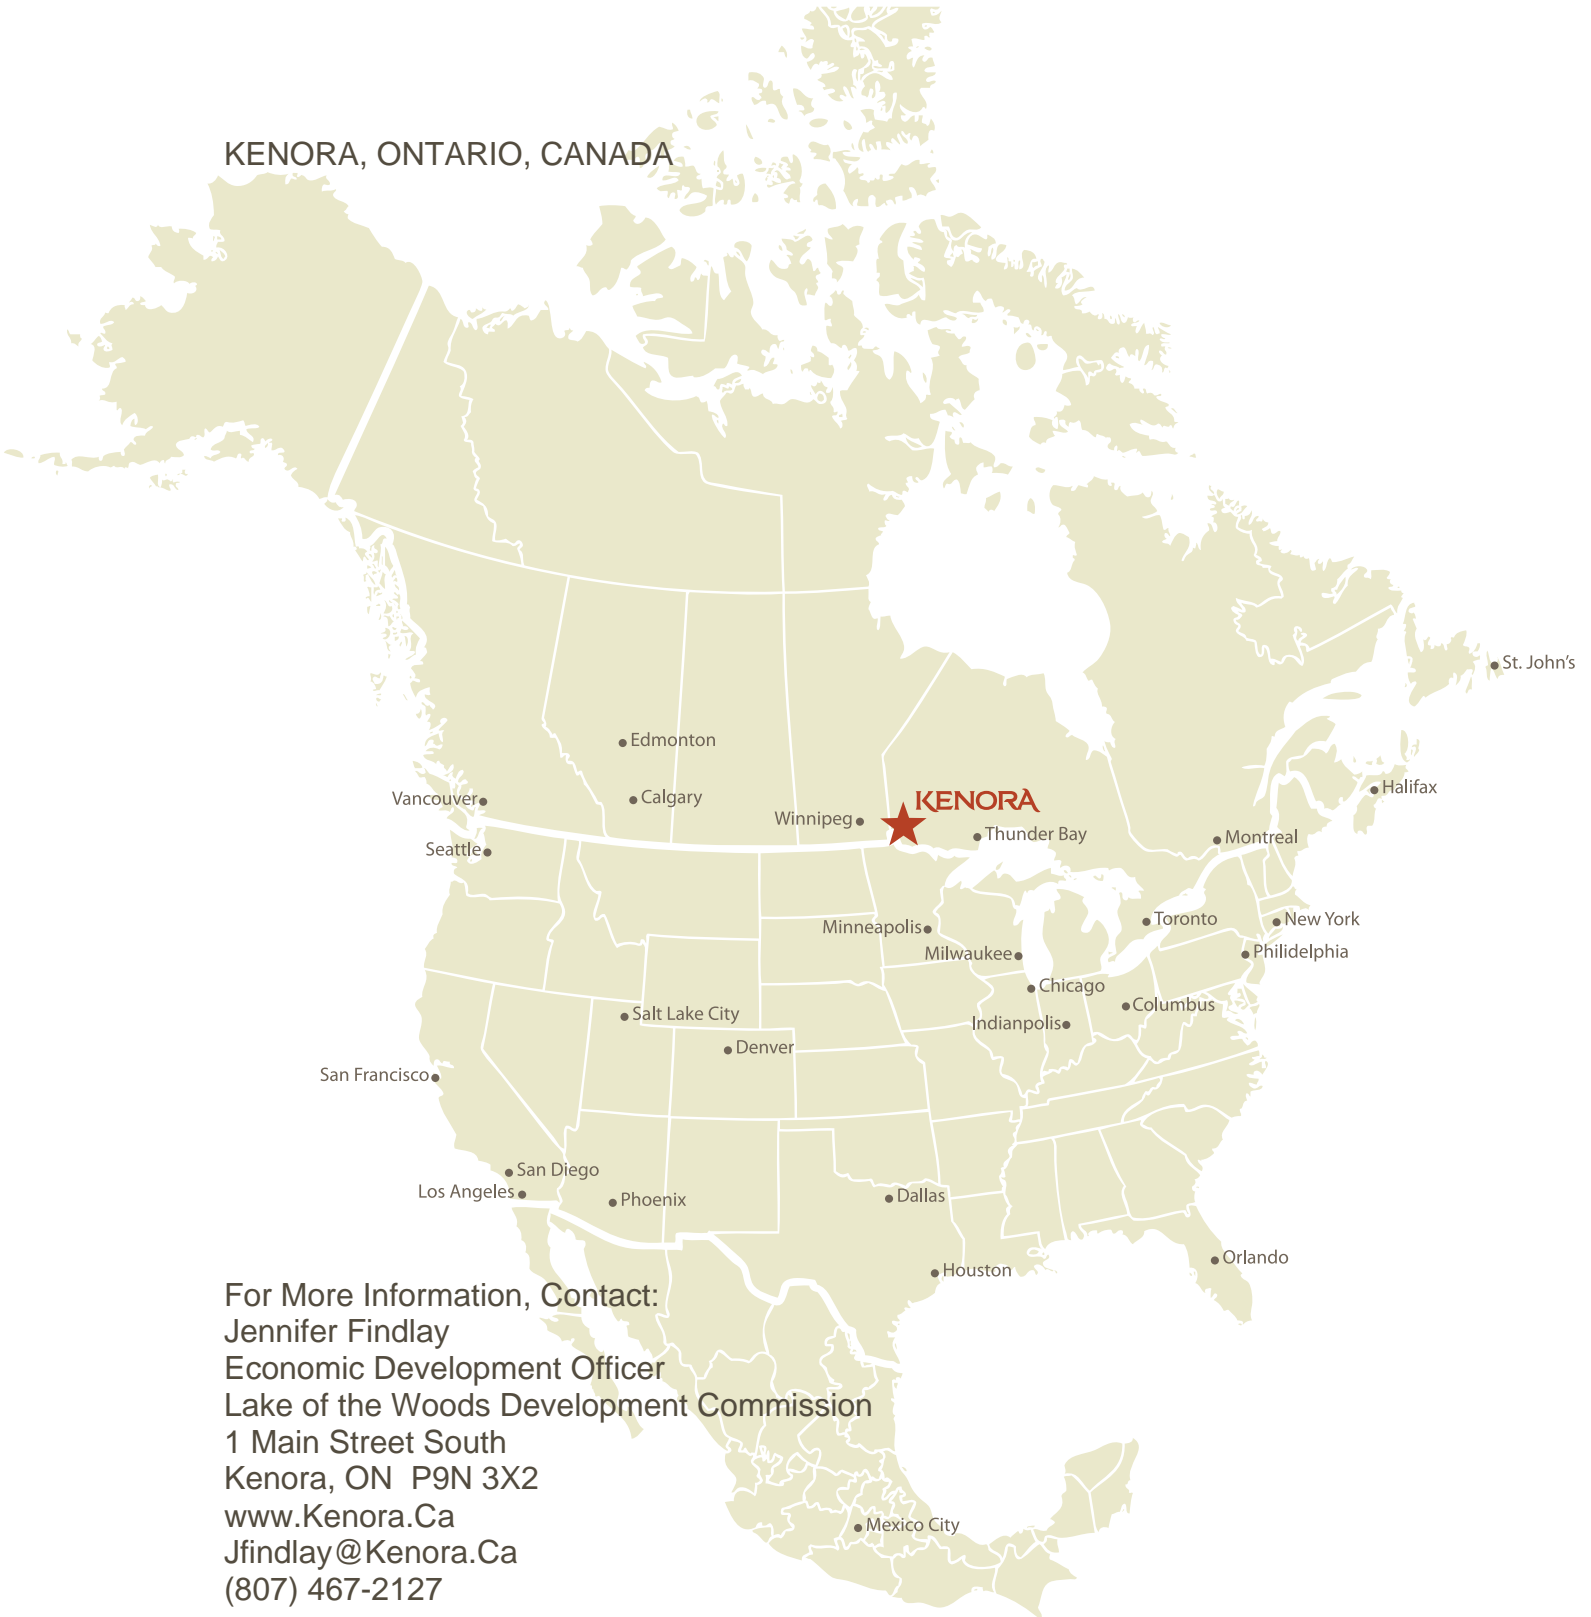 KENORA, ONTARIO, CANADA
St. John's
Edmonton
Halifax
Vancouver
Calgary
KENORA
Winnipeg
Thunder Bay
Montreal
Seattle
Toronto
New York
Minneapolis
Milwaukee
Philidelphia
Chicago
Columbus
Salt Lake City
Indianpolis
Denver
San Francisco
San Diego
Los Angeles
Phoenix
Dallas
Orlando
Houston
For More Information, Contact:
Jennifer Findlay
Economic Development Officer
Lake of the Woods Development Commission
1 Main Street South
Kenora, ON  P9N 3X2
www.Kenora.Ca
Mexico City
Jfindlay@Kenora.Ca
(807) 467-2127